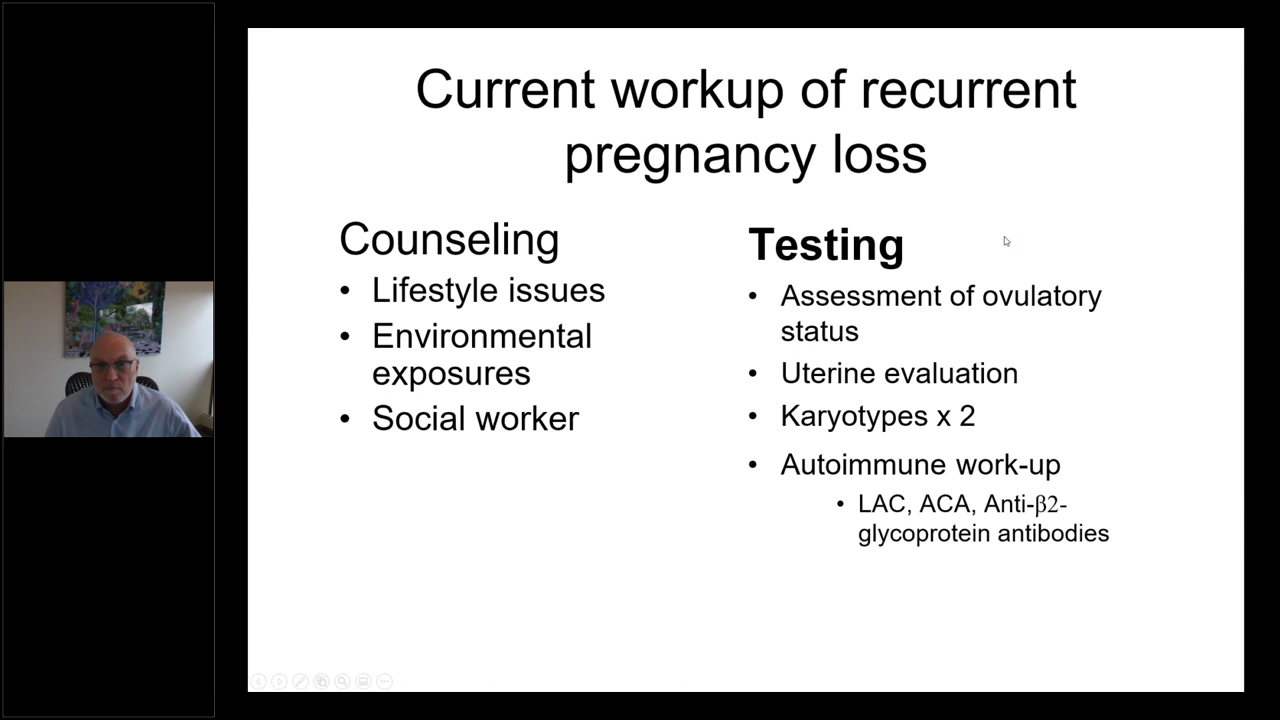 Current workup of recurrent
pregnancy loss
Counseling
• Lifestyle issues
• Environmental
exposures
• Social worker
Testing
• Assessment of ovulatory
status
• Uterine evaluation
• Karyotypes x 2
• Autoimmune work-up
• LAC, ACA, Anti-β2-
glycoprotein antibodies